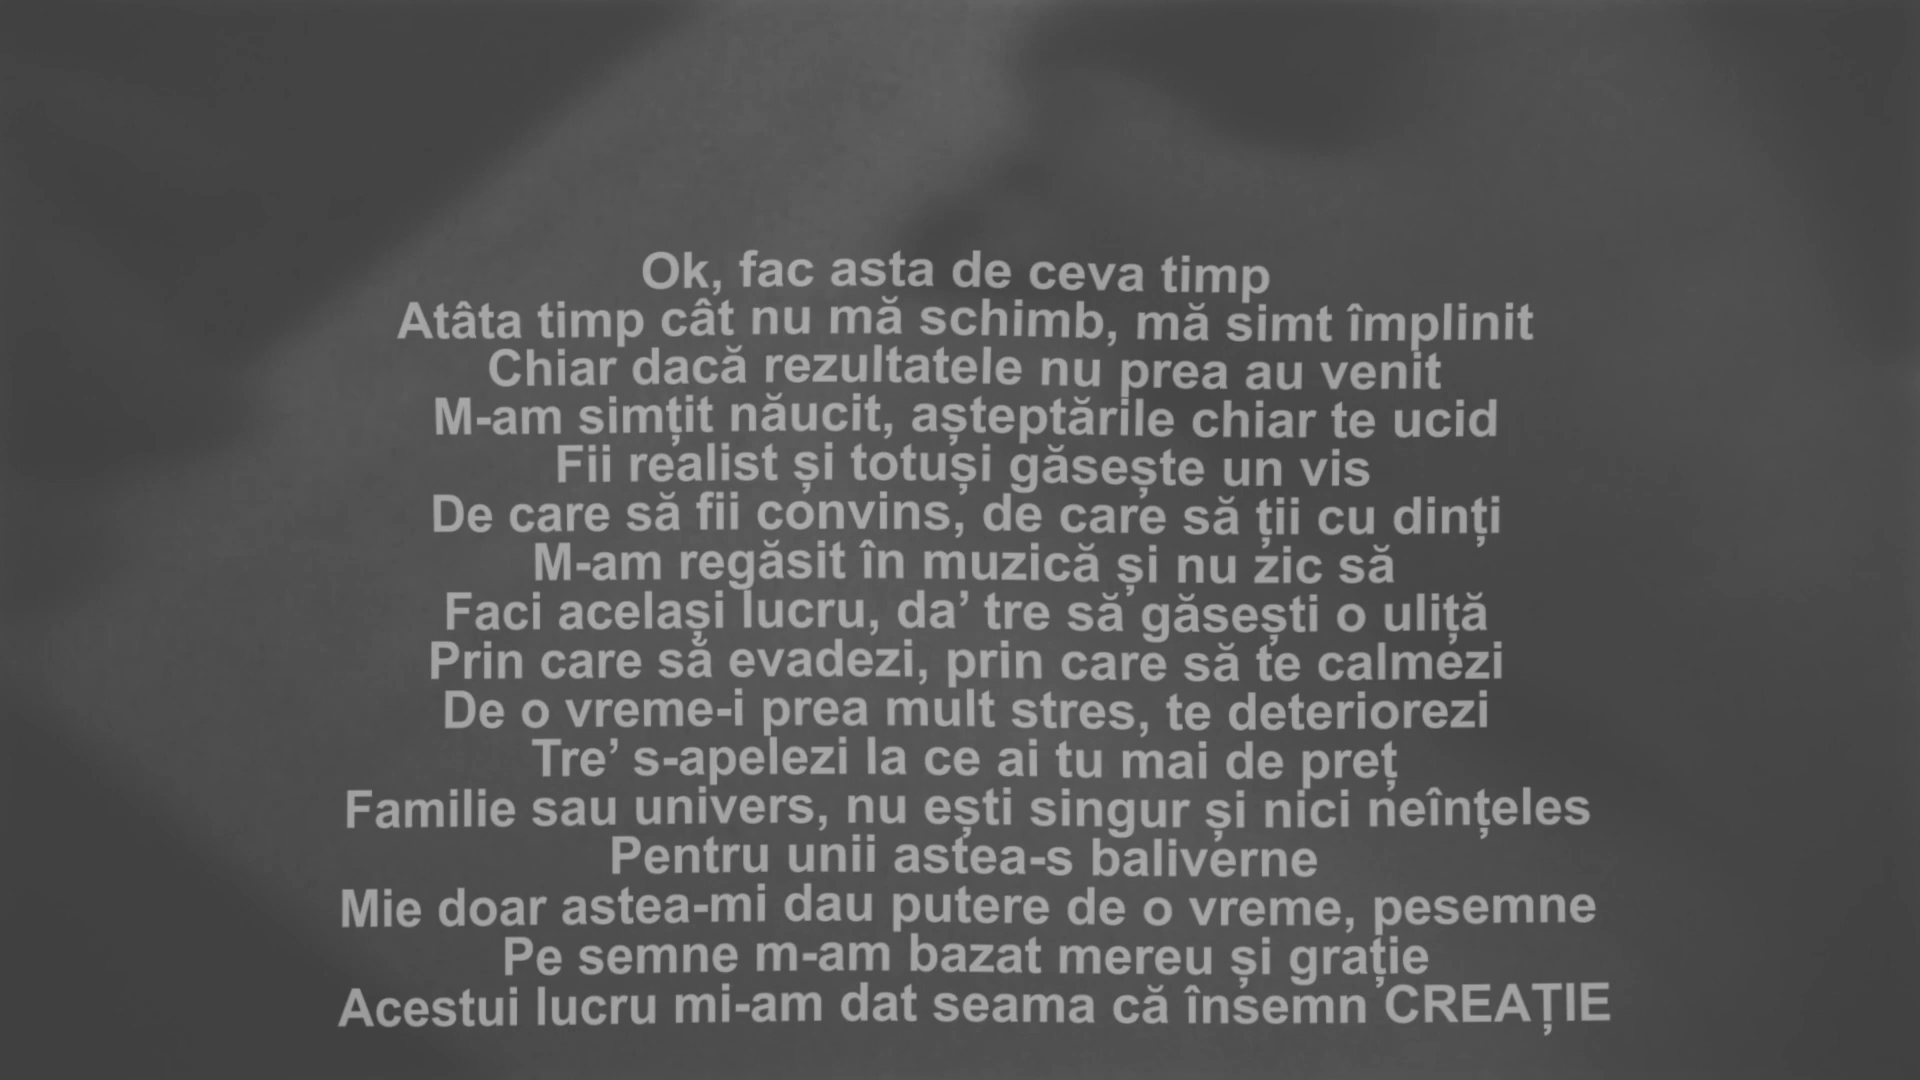 Ok, fac asta de ceva timp
Atâta timp cât nu mă schimb, mă simt împlinit
Chiar dacă rezultatele nu prea au venit
M-am simțit năucit, așteptările chiar te ucid
Fii realist și totuși găsește un vis
De care să fii convins, de care să ții cu dinți
M-am regăsit în muzică și nu zic să
Faci același lucru, da’ tre să găsești o uliță
Prin care să evadezi, prin care să te calmezi
De o vreme-i prea mult stres, te deteriorezi
Tre’ s-apelezi la ce ai tu mai de preț
Familie sau univers, nu ești singur și nici neînțeles
Pentru unii astea-s baliverne
Mie doar astea-mi dau putere de o vreme, pesemne
Pe semne m-am bazat mereu și grație
Acestui lucru mi-am dat seama că însemn CREAȚIE